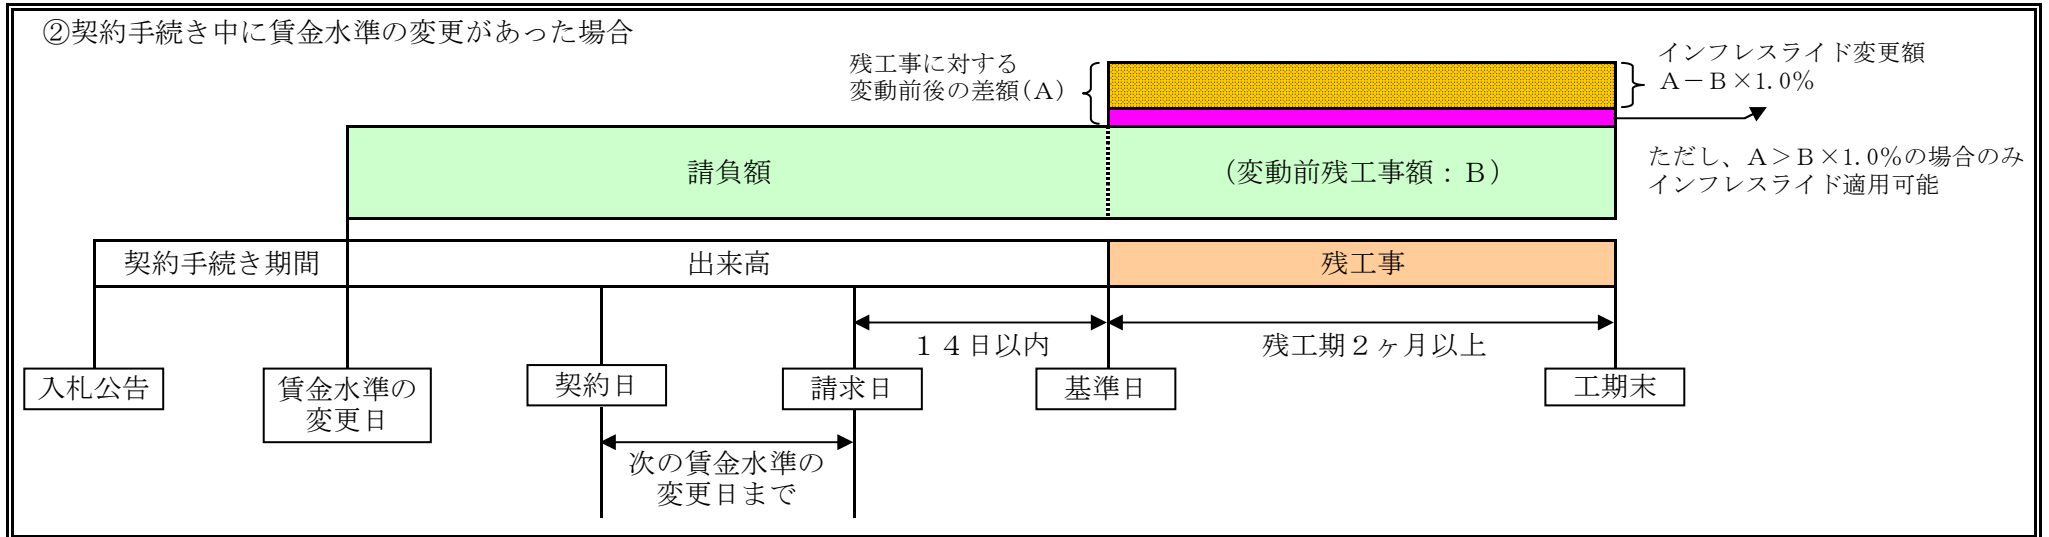 ②契約手続き中に賃金水準の変更があった場合
残工事に対する
変動前後の差額(A)
インフレスライド変更額
A－B×1.0％
請負額
(変動前残工事額：B)
ただし、A＞B×1.0％の場合のみ
インフレスライド適用可能
契約手続き期間
出来高
残工事
１４日以内
残工期２ヶ月以上
入札公告
賃金水準の
変更日
契約日
請求日
基準日
工期末
次の賃金水準の
変更日まで